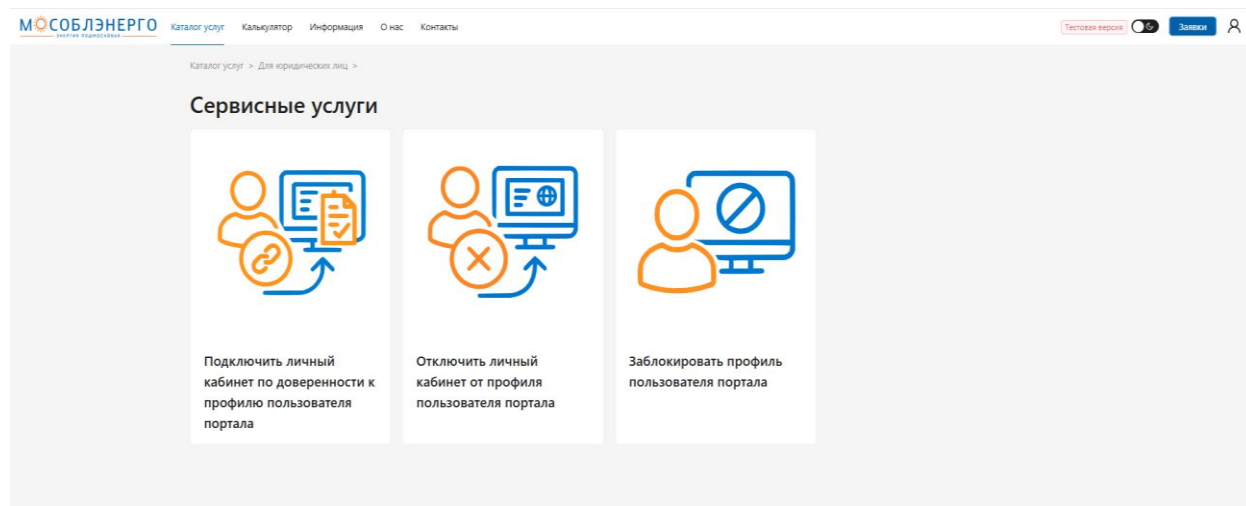 МОСОБЛЭНЕРГО Каталог услуг Калькулятор Информация О нас Контакты Тестовая версия Заявки
ЭНЕРГИЯ ПОДМОСКОВЬЯ
Каталог услуг > Для юридических лиц >
Сервисные услуги
Подключить личный
кабинет по доверенности к
профилю пользователя
портала
Отключить личный
кабинет от профиля
пользователя портала
Заблокировать профиль
пользователя портала